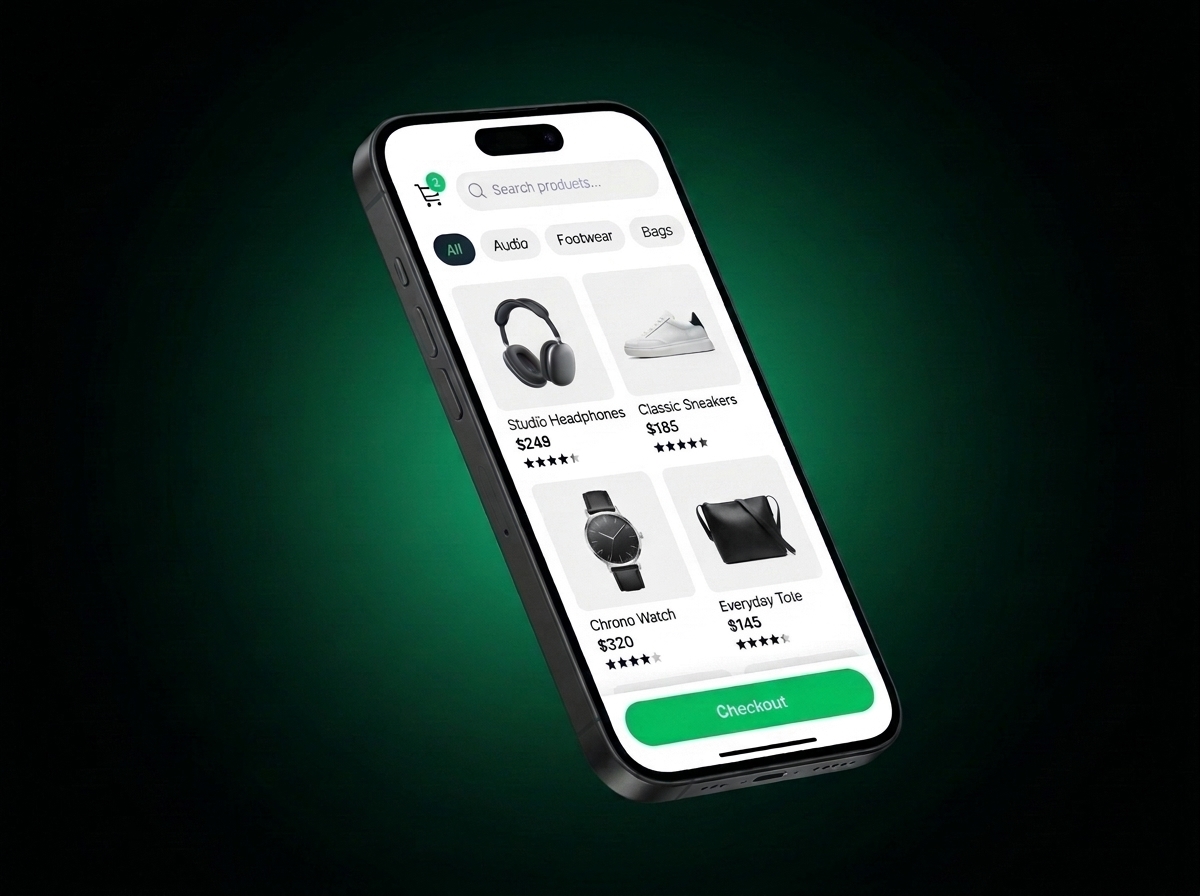 2
Search produets...
All
Audio
Footwear
Bags
Studio Headphones
$249
Classic Sneakers
$185
Chrono Watch
$320
Everyday Tole
$145
Checkout